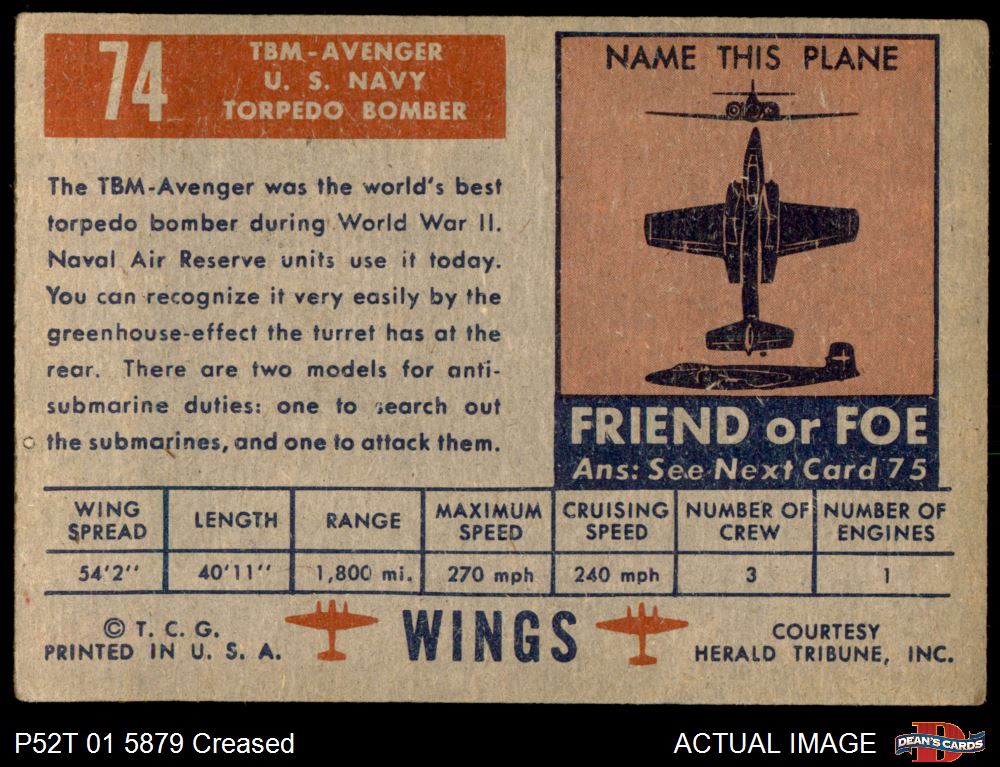 74
TBM-AVENGER
U. S. NAVY
TORPEDO BOMBER
The TBM-Avenger was the world's best
torpedo bomber during World War II.
Naval Air Reserve units use it today.
You can recognize it very easily by the
greenhouse-effect the turret has at the
rear. There are two models for anti-
submarine duties: one to search out
the submarines, and one to attack them.
NAME THIS PLANE
FRIEND or FOE
Ans: See Next Card 75
WING SPREAD LENGTH RANGE MAXIMUM SPEED CRUISING SPEED NUMBER OF CREW NUMBER OF ENGINES
54'2'' 40'11'' 1,800 mi. 270 mph 240 mph 3 1
© T. C. G.
PRINTED IN U. S. A.
WINGS
COURTESY
HERALD TRIBUNE, INC.
P52T 01 5879 Creased
ACTUAL IMAGE
D
DEAN'S CARDS